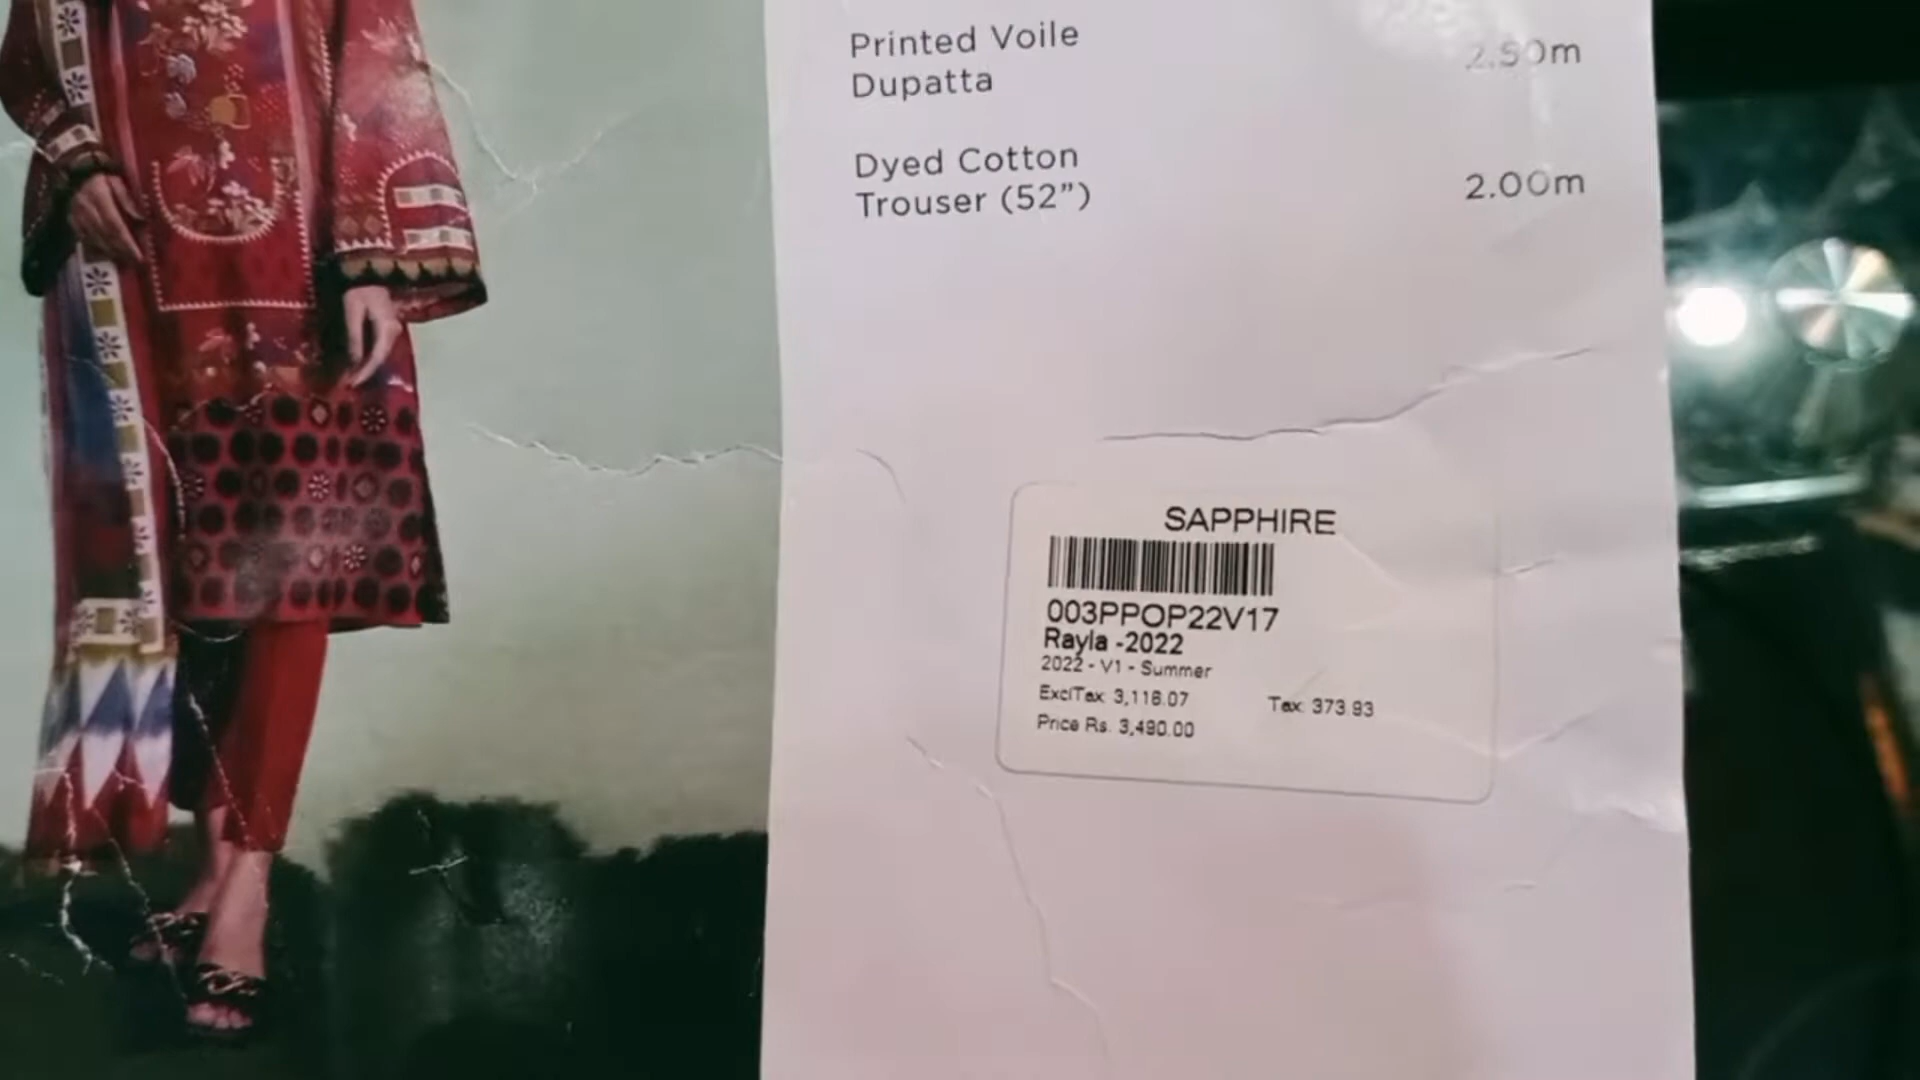 Printed Voile
Dupatta
2.50m
Dyed Cotton
Trouser (52”)
2.00m
SAPPHIRE
003PPOP22V17
Rayla -2022
2022 - V1 - Summer
ExclTax: 3,116.07
Tax: 373.93
Price Rs. 3,490.00